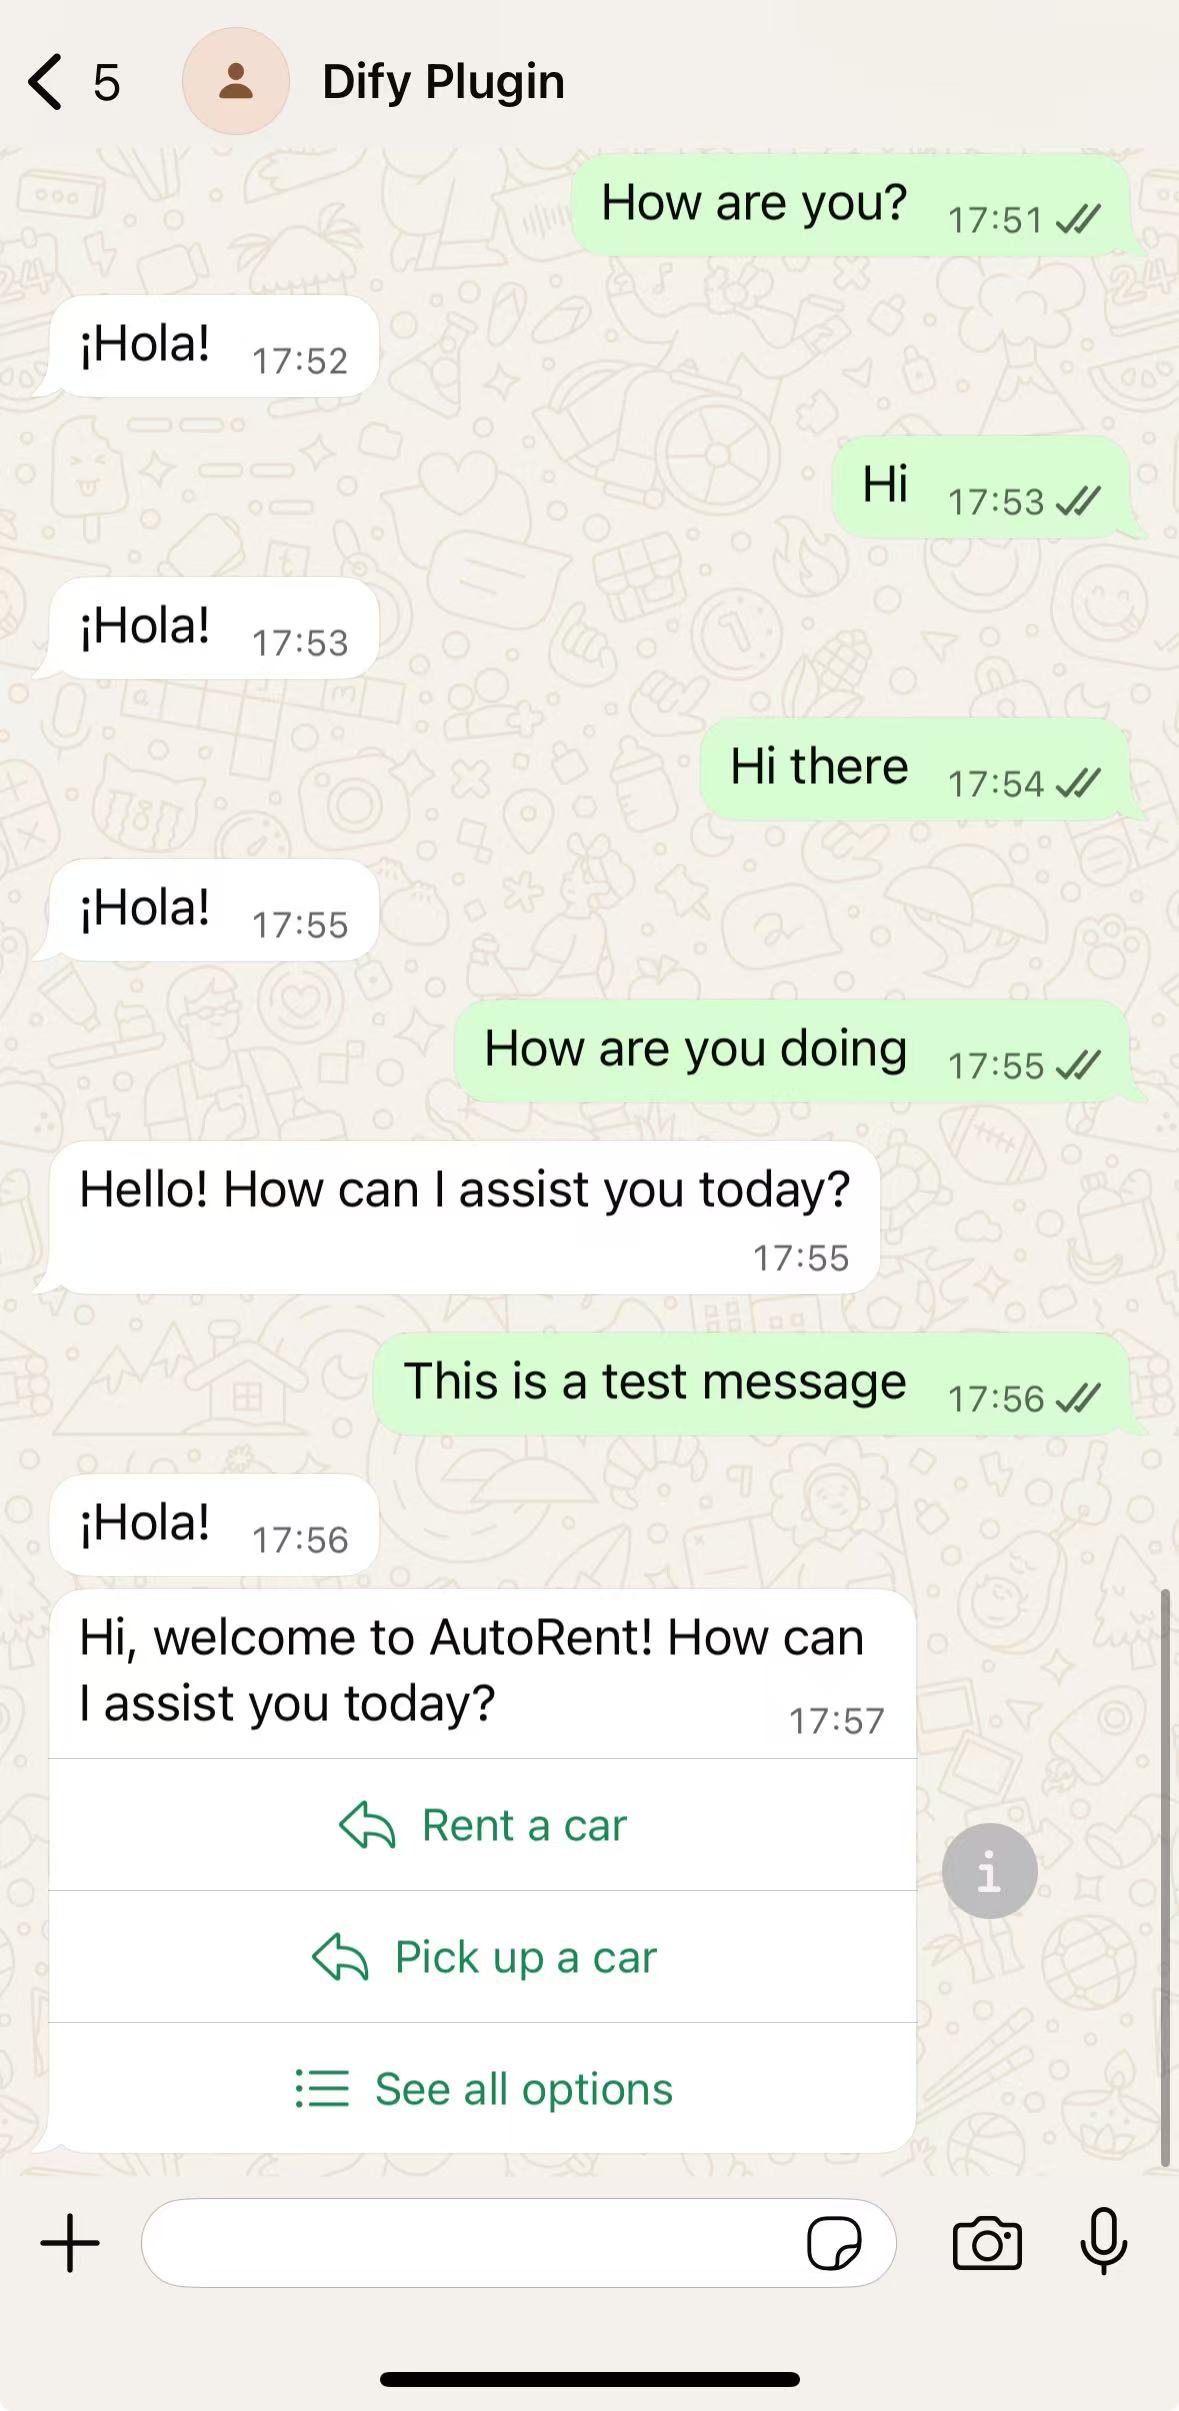 5
Dify Plugin
How are you?
17:51
¡Hola!
17:52
Hi
17:53
¡Hola!
17:53
Hi there
17:54
¡Hola!
17:55
How are you doing
17:55
Hello! How can I assist you today?
17:55
This is a test message
17:56
¡Hola!
17:56
Hi, welcome to AutoRent! How can
I assist you today?
17:57
Rent a car
Pick up a car
See all options